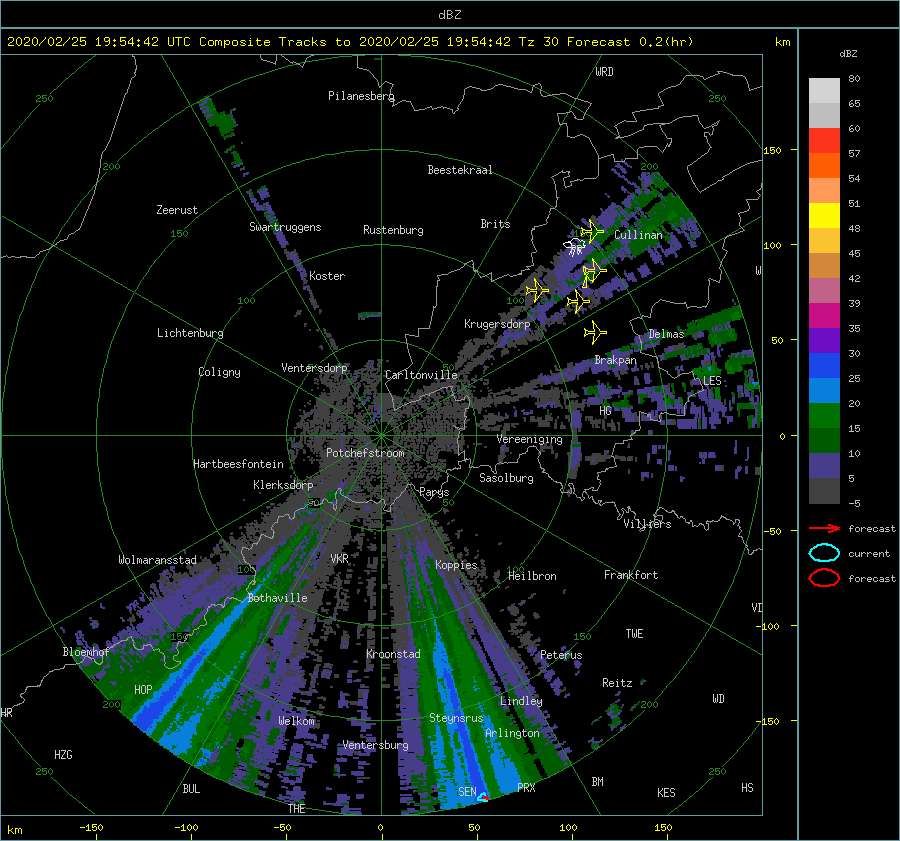 dBZ
2020/02/25 19:54:42 UTC Composite Tracks to 2020/02/25 19:54:42 Tz 30 Forecast 0.2(hr)
km
dBZ
WRD
80
Pilanesberg
250
250
65
60
150
57
200
200
Beestekraal
54
Zeerust
51
Swartruggens
Rustenburg
Brits
150
Cullinan
48
100
45
Koster
W
42
100
100
39
Krugersdorp
35
Lichtenburg
Delmas
50
30
Brakpan
Coligny
Ventersdorp
Carltonville
25
LES
20
HG
15
0
Vereeniging
Potchefstroom
10
Hartbeesfontein
5
Klerksdorp
Sasolburg
Parys
-5
50
50
Villiers
forecast
-50
current
Wolmaransstad
VKR
Koppies
100
100
Heilbron
Frankfort
forecast
Bothaville
VD
-100
150
150
TWE
Bloemhof
Kroonstad
Peterus
HOP
Reitz
WD
200
Lindley
200
HR
Welkom
Steynsrus
-150
Arlington
Ventersburg
HZG
250
250
BUL
SEN
PRX
BM
KES
HS
THE
km
-150
-100
-50
0
50
100
150